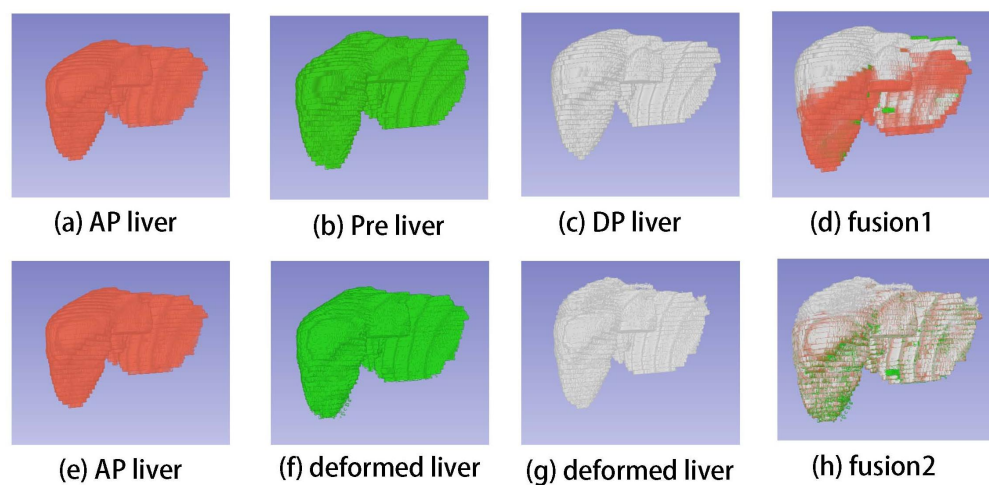 (a) AP liver
(b) Pre liver
(c) DP liver
(d) fusion1
(e) AP liver
(f) deformed liver
(g) deformed liver
(h) fusion2